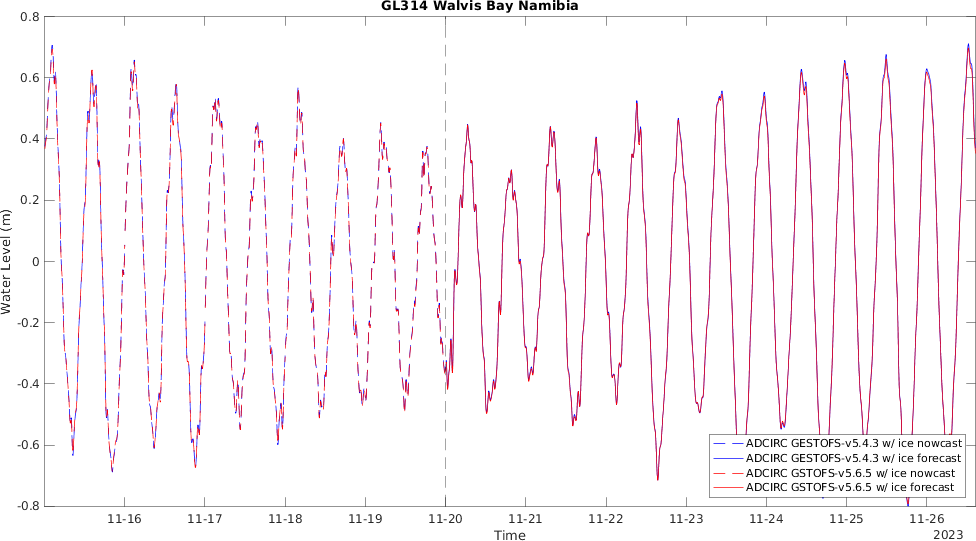 GL314 Walvis Bay Namibia
0.8
0.6
0.4
0.2
0
-0.2
-0.4
-0.6
-0.8
Water Level (m)
ADCIRC GESTOFS-v5.4.3 w/ ice nowcast
ADCIRC GESTOFS-v5.4.3 w/ ice forecast
ADCIRC GSTOFS-v5.6.5 w/ ice nowcast
ADCIRC GSTOFS-v5.6.5 w/ ice forecast
11-16 11-17 11-18 11-19 11-20 11-21 11-22 11-23 11-24 11-25 11-26
Time
2023